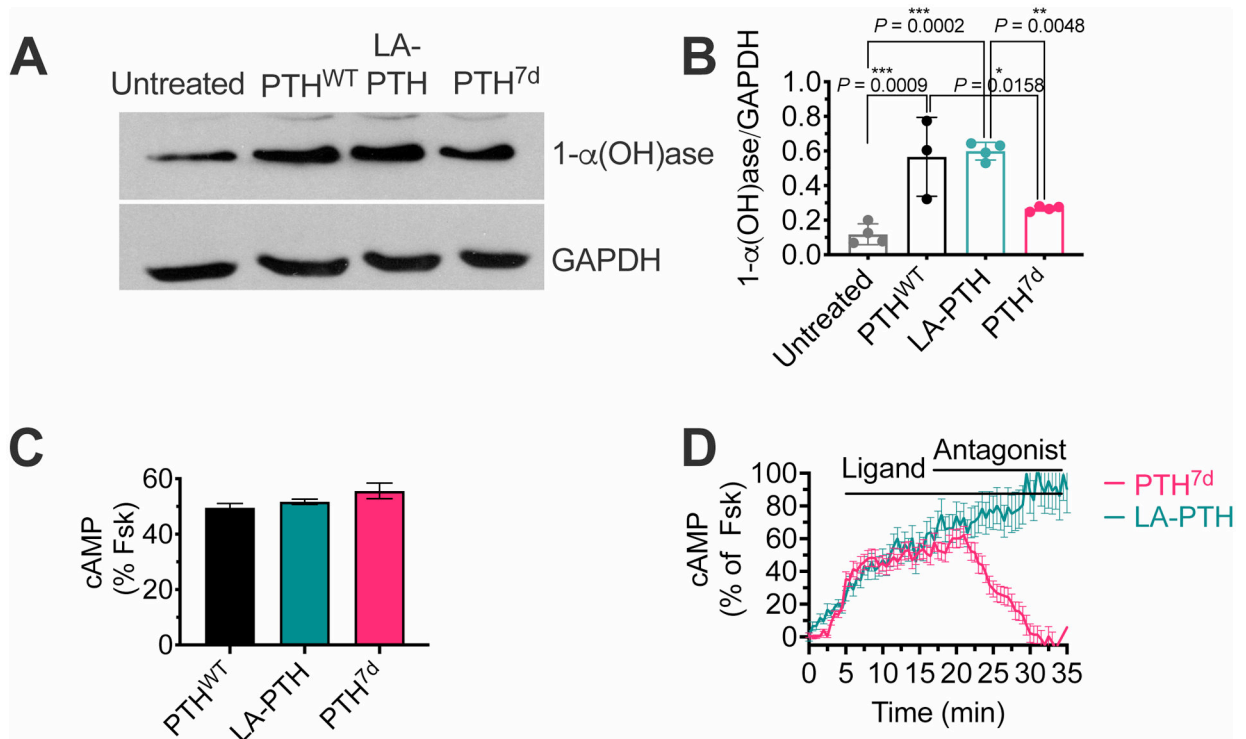 A
Untreated
PTHWT
LA-
PTH
PTH7d
1-α(OH)ase
GAPDH
B
***
P = 0.0002
**
P = 0.0048
***
P = 0.0009
*
P = 0.0158
1-α(OH)ase/GAPDH
1.0
0.8
0.6
0.4
0.2
0.0
Untreated
PTHWT
LA-PTH
PTH7d
C
cAMP
(% Fsk)
60
40
20
0
PTHWT
LA-PTH
PTH7d
D
Antagonist
Ligand
cAMP
(% of Fsk)
100
80
60
40
20
0
0 5 10 15 20 25 30 35
Time (min)
PTH7d
LA-PTH